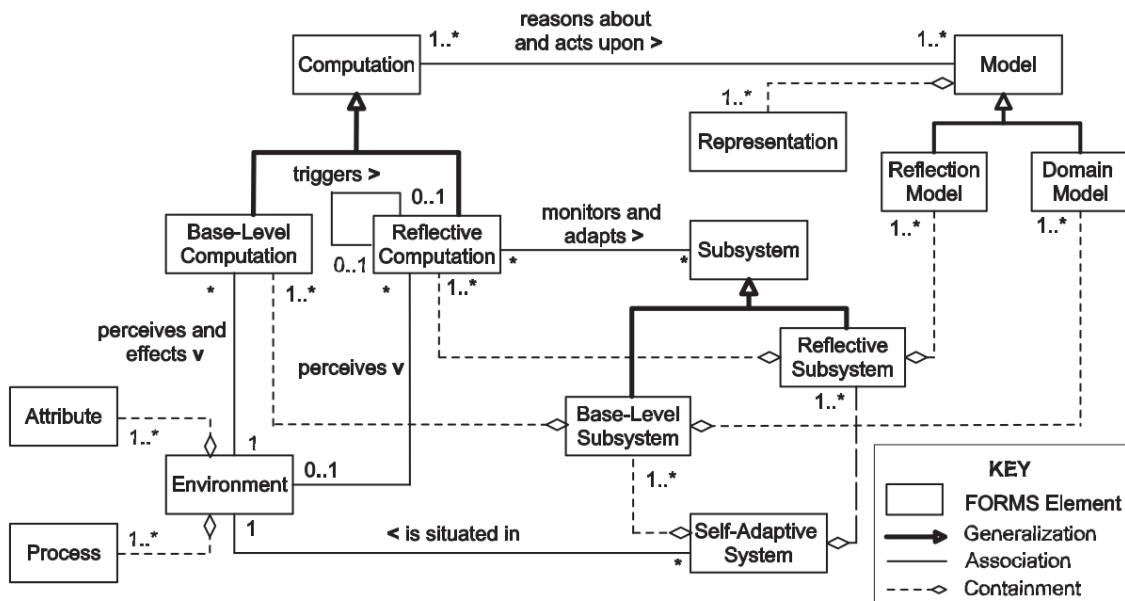 reasons about
and acts upon >
1..*
1..*
Computation
Model
1..*
Representation
triggers >
0..1
Reflection
Model
Domain
Model
monitors and
adapts >
1..*
1..*
Base-Level
Computation
Reflective
Computation
Subsystem
0..1
*
*
*
1..*
*
1..*
perceives and
effects v
perceives v
Reflective
Subsystem
Attribute
1..*
Base-Level
Subsystem
1..*
1
0..1
Environment
1..*
KEY
FORMS Element
1
< is situated in
Self-Adaptive
System
Generalization
Process
1..*
*
Association
Containment